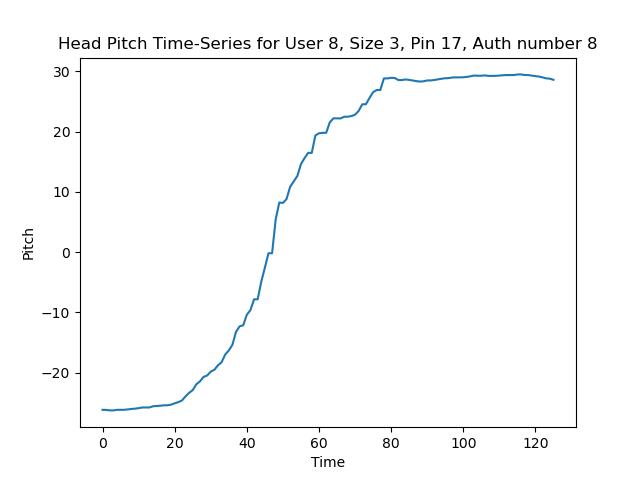 Head Pitch Time-Series for User 8, Size 3, Pin 17, Auth number 8
30
20
10
0
−10
−20
Pitch
0 20 40 60 80 100 120
Time